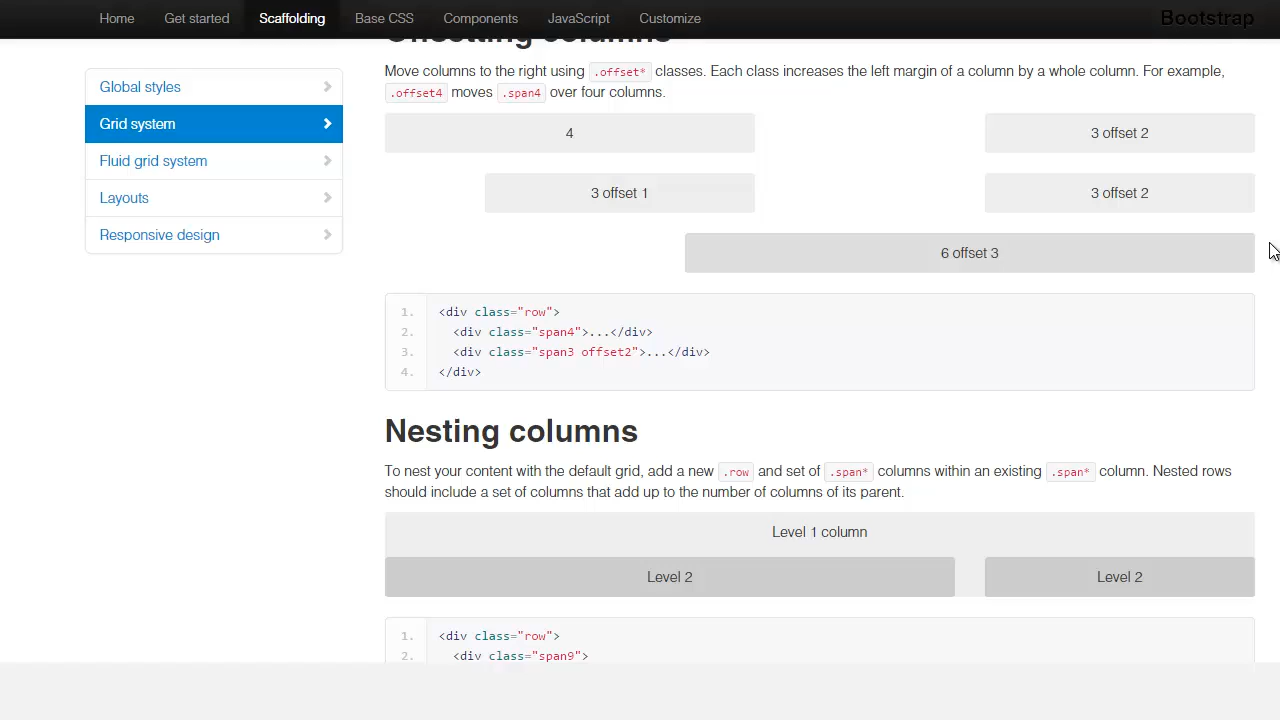 Home Get started Scaffolding Base CSS Components JavaScript Customize Bootstrap
Offsetting columns
Global styles
Grid system
Fluid grid system
Layouts
Responsive design
Move columns to the right using .offset* classes. Each class increases the left margin of a column by a whole column. For example,
.offset4 moves .span4 over four columns.
4 3 offset 2
3 offset 1 3 offset 2
6 offset 3
1. <div class="row">
2. <div class="span4">...</div>
3. <div class="span3 offset2">...</div>
4. </div>
Nesting columns
To nest your content with the default grid, add a new .row and set of .span* columns within an existing .span* column. Nested rows
should include a set of columns that add up to the number of columns of its parent.
Level 1 column
Level 2 Level 2
1. <div class="row">
2. <div class="span9">